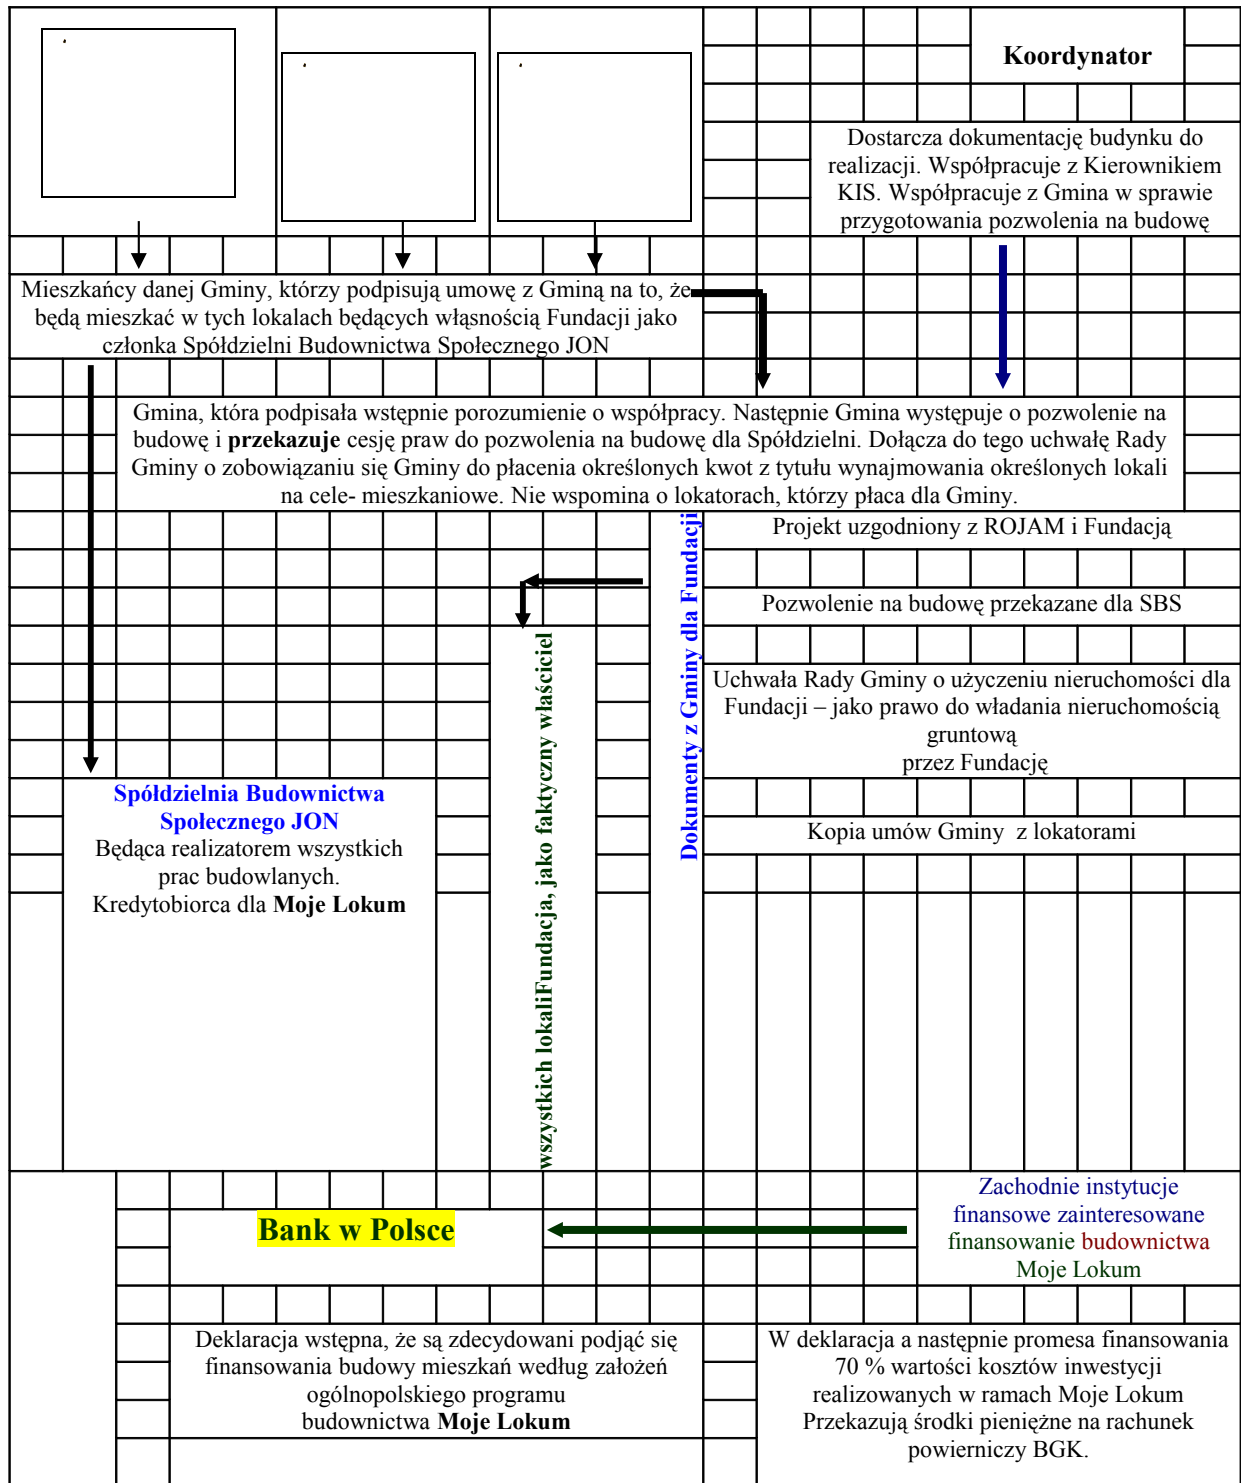 Koordynator
Dostarcza dokumentację budynku do
realizacji. Współpracuje z Kierownikiem
KIS. Współpracuje z Gmina w sprawie
przygotowania pozwolenia na budowę
Mieszkańcy danej Gminy, którzy podpisują umowę z Gminą na to, że
będą mieszkać w tych lokalach będących włąsnością Fundacji jako
członka Spółdzielni Budownictwa Społecznego JON
Gmina, która podpisała wstępnie porozumienie o współpracy. Następnie Gmina występuje o pozwolenie na
budowę i przekazuje cesję praw do pozwolenia na budowę dla Spółdzielni. Dołącza do tego uchwałę Rady
Gminy o zobowiązaniu się Gminy do płacenia określonych kwot z tytułu wynajmowania określonych lokali
na cele- mieszkaniowe. Nie wspomina o lokatorach, którzy płaca dla Gminy.
Dokumenty z Gminy dla Fundacji
Projekt uzgodniony z ROJAM i Fundacją
Pozwolenie na budowę przekazane dla SBS
Uchwała Rady Gminy o użyczeniu nieruchomości dla
Fundacji – jako prawo do władania nieruchomością
gruntową
przez Fundację
Kopia umów Gminy  z lokatorami
wszystkich lokaliFundacja, jako faktyczny właściciel
Spółdzielnia Budownictwa
Społecznego JON
Będąca realizatorem wszystkich
prac budowlanych.
Kredytobiorca dla Moje Lokum
Bank w Polsce
Zachodnie instytucje
finansowe zainteresowane
finansowanie budownictwa
Moje Lokum
Deklaracja wstępna, że są zdecydowani podjąć się
finansowania budowy mieszkań według założeń
ogólnopolskiego programu
budownictwa Moje Lokum
W deklaracja a następnie promesa finansowania
70 % wartości kosztów inwestycji
realizowanych w ramach Moje Lokum
Przekazują środki pieniężne na rachunek
powierniczy BGK.